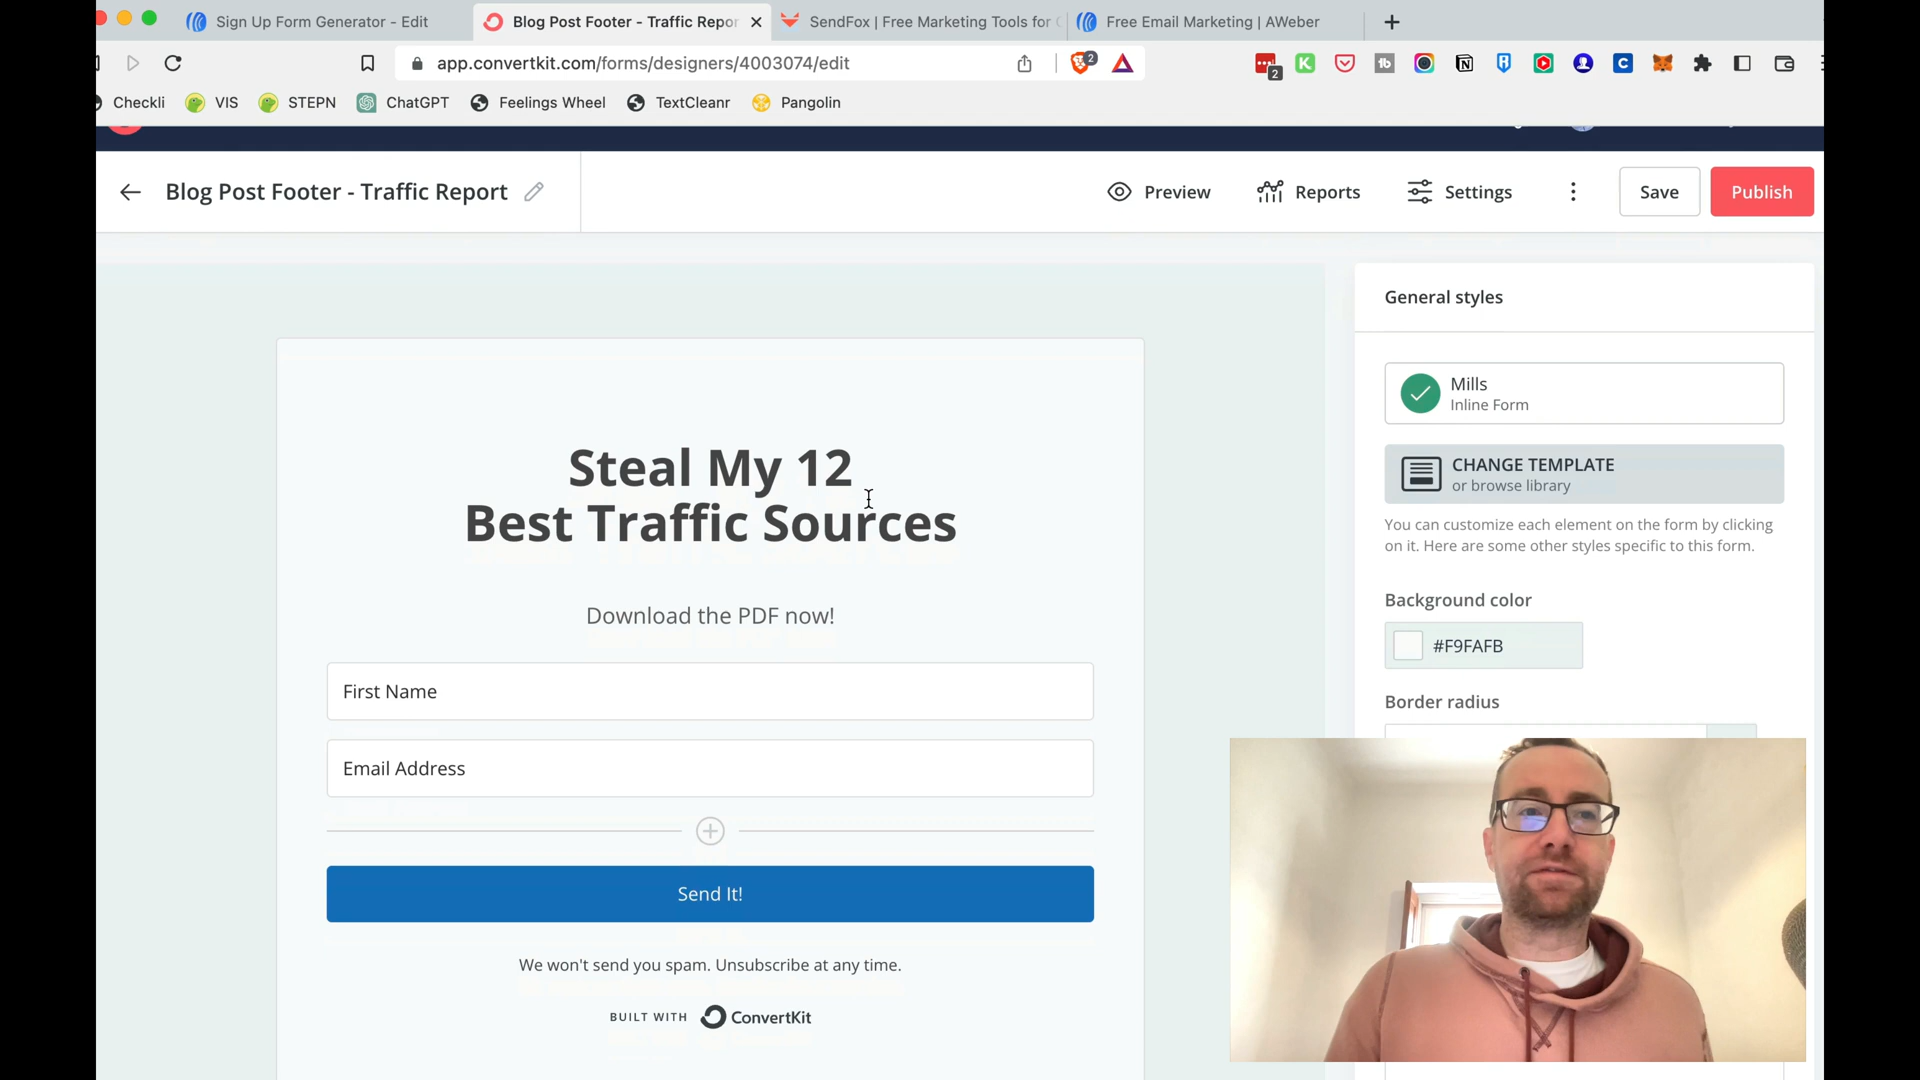 Sign Up Form Generator - Edit
Blog Post Footer - Traffic Repor
SendFox | Free Marketing Tools for
Free Email Marketing | AWeber
app.convertkit.com/forms/designers/4003074/edit
2
2
Checkli
VIS
STEPN
ChatGPT
Feelings Wheel
TextCleanr
Pangolin
Blog Post Footer - Traffic Report
Preview
Reports
Settings
Save
Publish
General styles
Mills
Inline Form
CHANGE TEMPLATE
or browse library
You can customize each element on the form by clicking
on it. Here are some other styles specific to this form.
Background color
#F9FAFB
Border radius
Steal My 12
Best Traffic Sources
Download the PDF now!
First Name
Email Address
Send It!
We won't send you spam. Unsubscribe at any time.
BUILT WITH ConvertKit